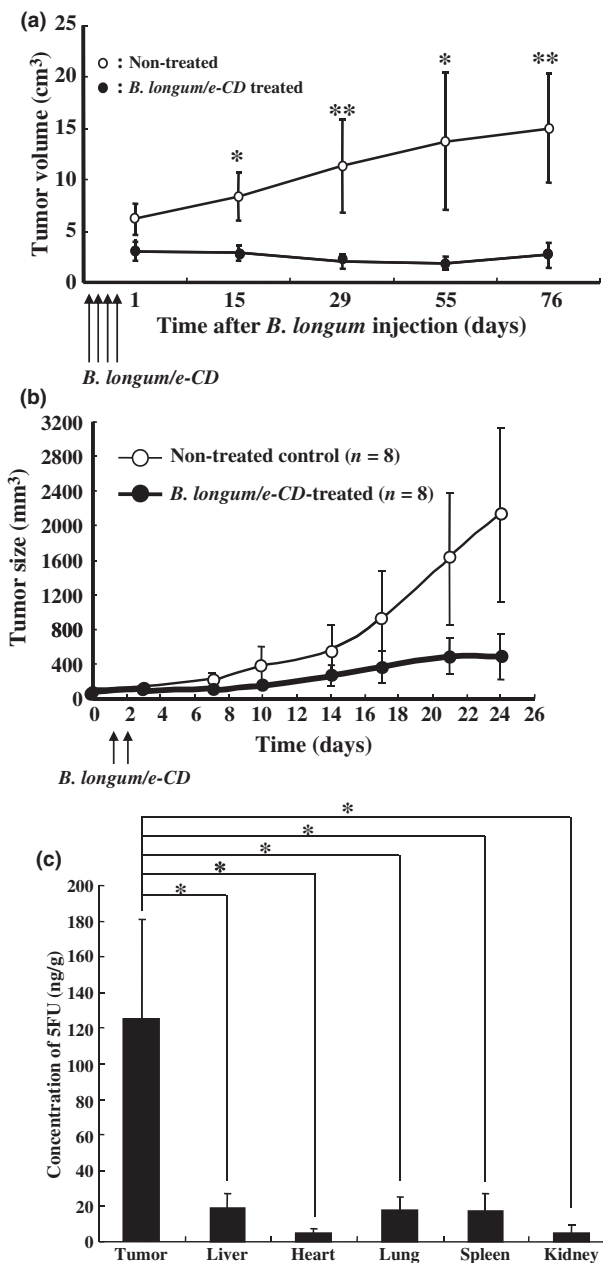 (a)
25
20
15
10
5
0
Tumor volume (cm³)
: Non-treated
: B. longum/e-CD treated
*
**
*
**
1 15 29 55 76
Time after B. longum injection (days)
B. longum/e-CD
(b)
3200
2800
2400
2000
1600
1200
800
400
0
Tumor size (mm³)
Non-treated control (n = 8)
B. longum/e-CD-treated (n = 8)
0 2 4 6 8 10 12 14 16 18 20 22 24 26
Time (days)
B. longum/e-CD
(c)
*
*
*
*
*
200
180
160
140
120
100
80
60
40
20
0
Concentration of 5FU (ng/g)
Tumor Liver Heart Lung Spleen Kidney